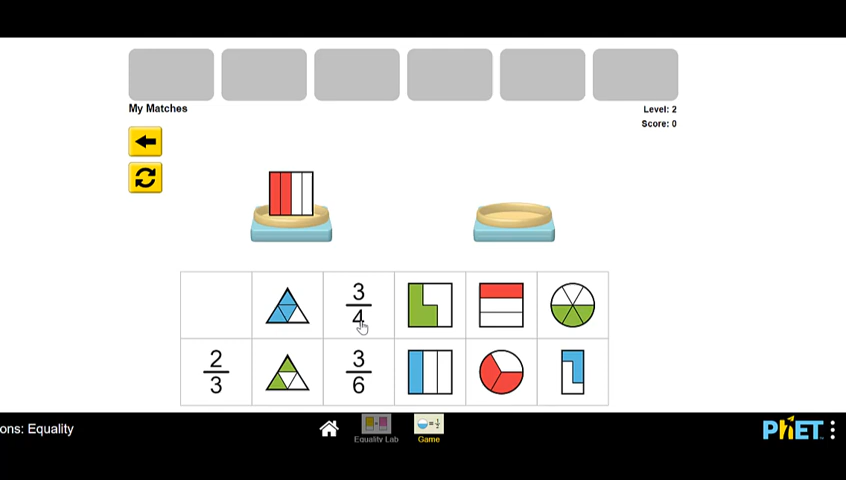 My Matches
Level: 2
Score: 0
3
4
2
3
3
6
ons: Equality
Equality Lab
Game
PhET